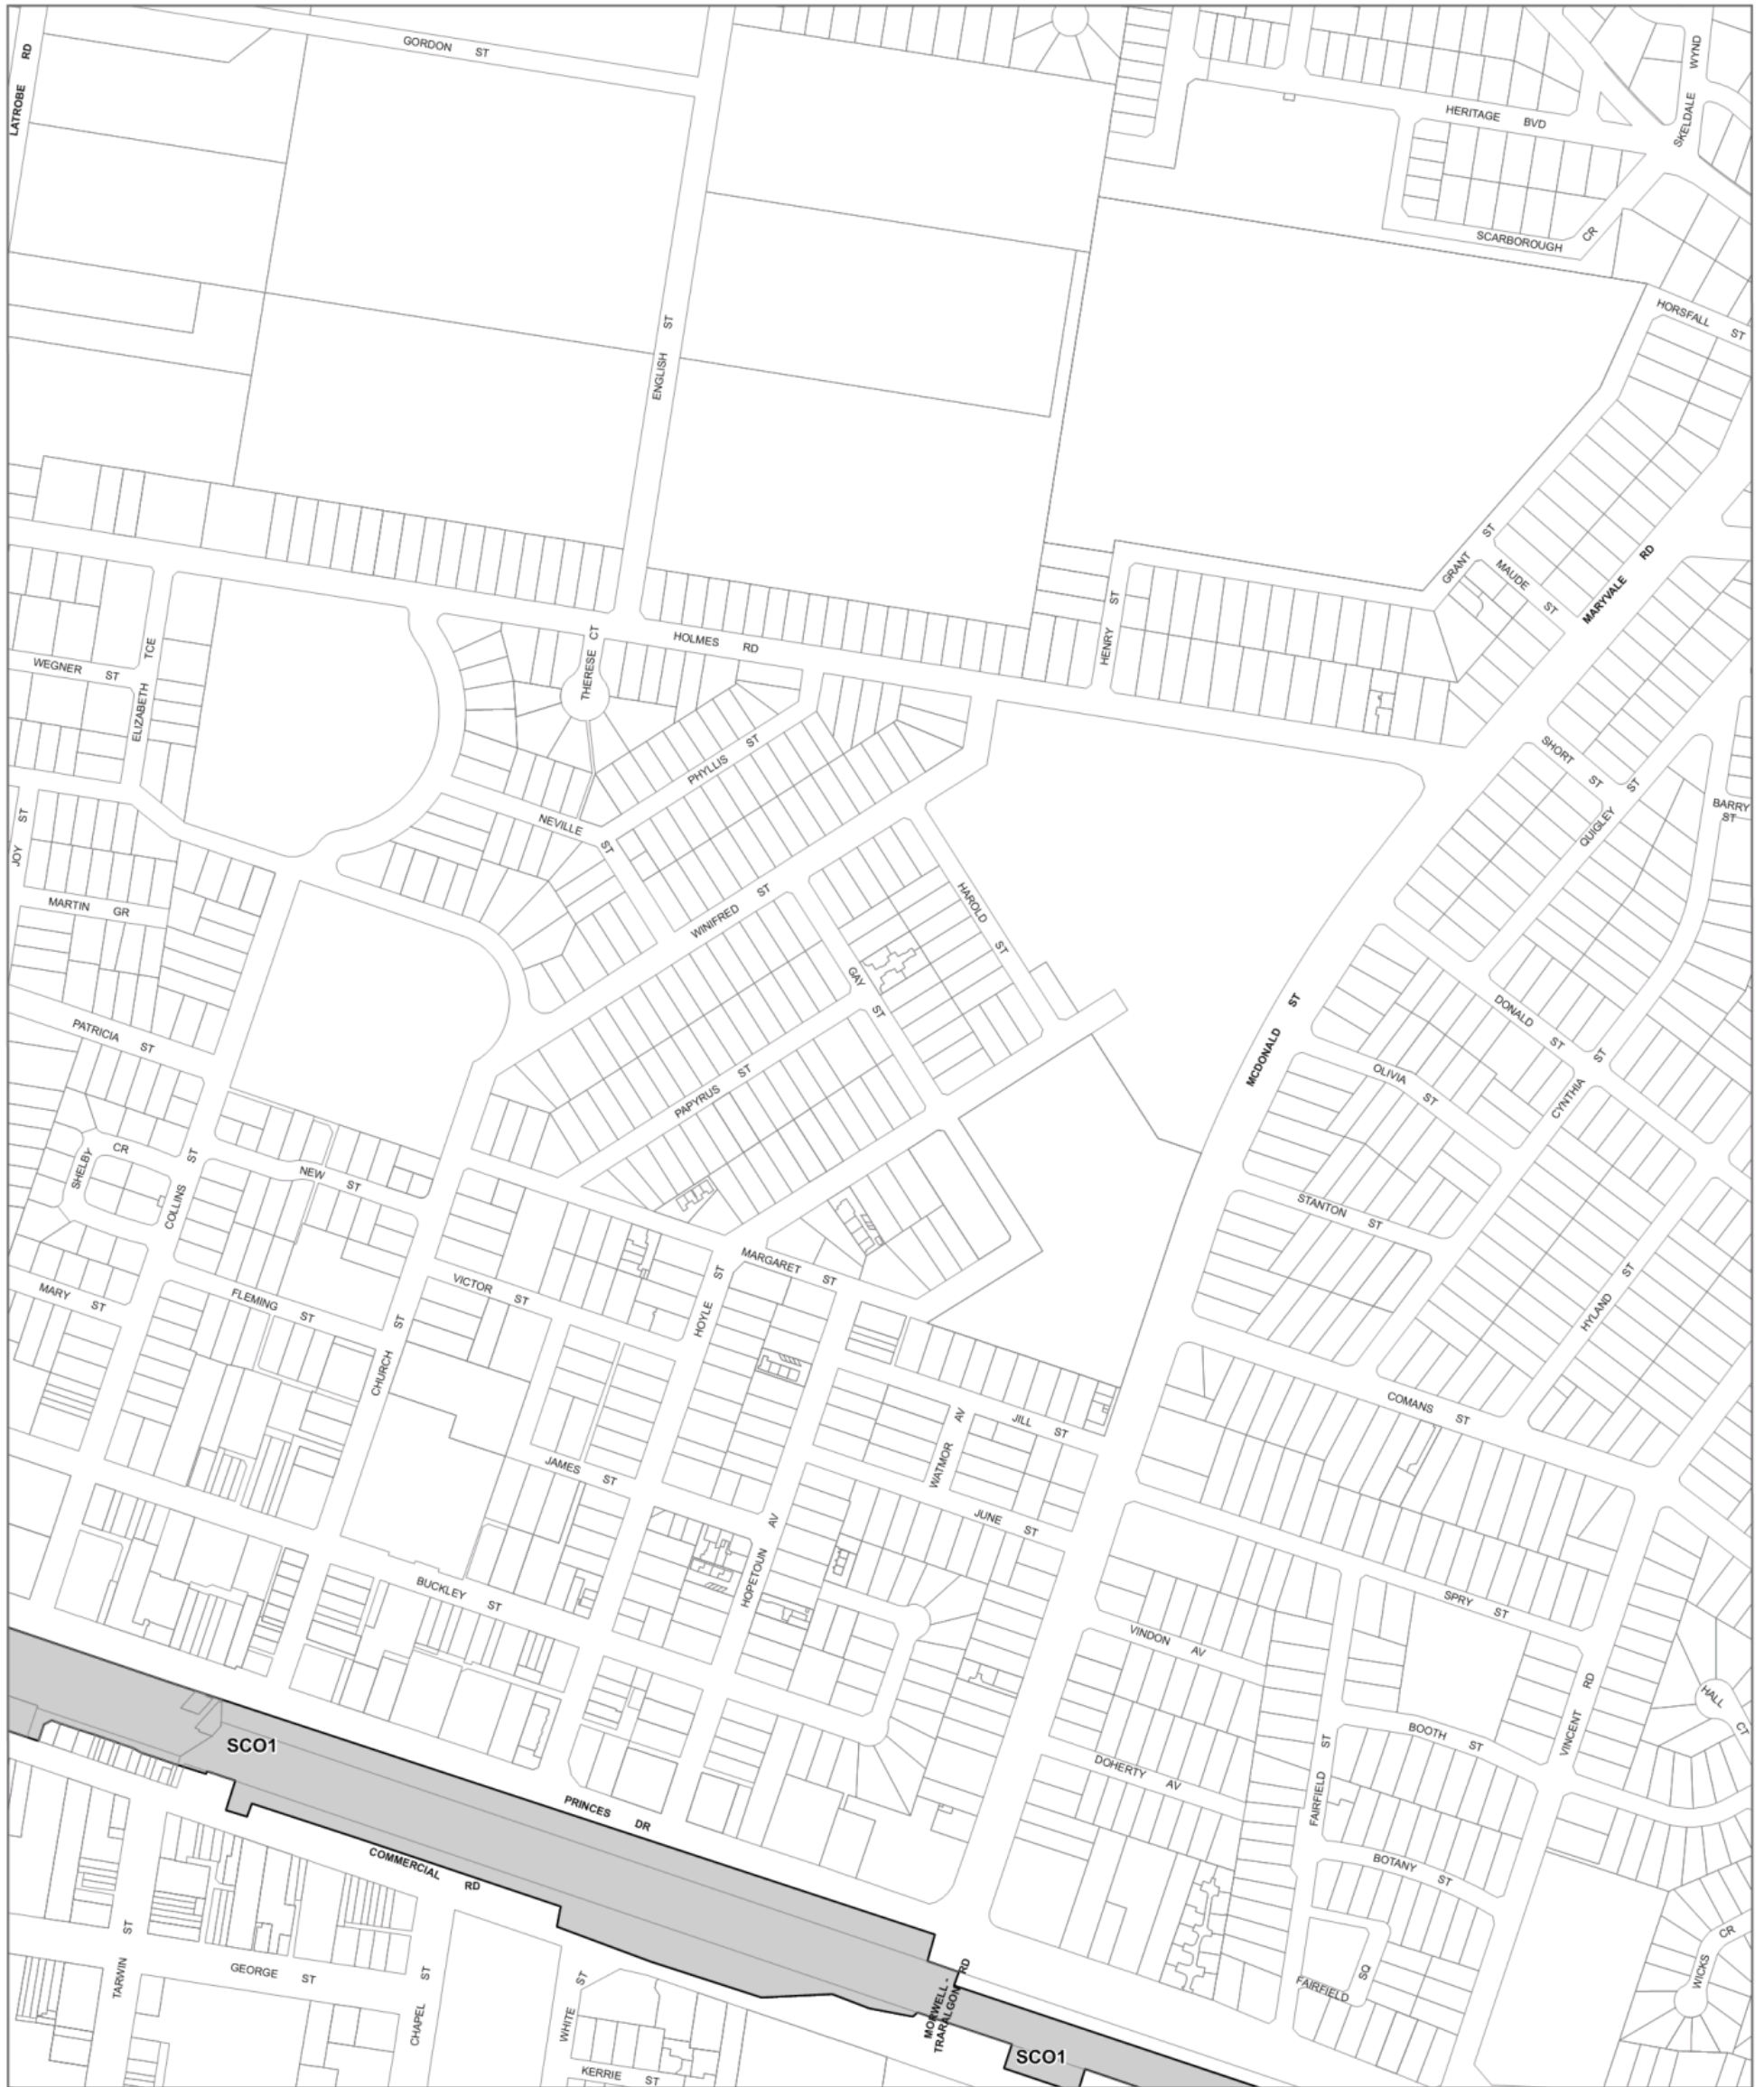 LATROBE RD
GORDON ST
SKELDALE WYND
HERITAGE BVD
SCARBOROUGH CR
HORSFALL ST
ENGLISH ST
GRANT ST
MAUDE ST
MARYVALE RD
HENRY ST
HOLMES RD
THERESE CT
WEGNER ST
ELIZABETH TCE
PHYLLIS ST
SHORT ST
QUIGLEY ST
BARRY ST
JOY ST
NEVILLE ST
MARTIN GR
WINIFRED ST
HAROLD ST
GAY ST
PATRICIA ST
MCDONALD ST
DONALD ST
OLIVIA ST
CYNTHIA ST
PAPYRUS ST
SHELBY CR
NEW ST
COLLINS ST
STANTON ST
MARGARET ST
MARY ST
FLEMING ST
VICTOR ST
HOYLE ST
HYLAND ST
CHURCH ST
COMANS ST
JILL ST
WATMOR AV
JAMES ST
JUNE ST
HOPETOUN AV
BUCKLEY ST
SPRY ST
VINDON AV
HALL CT
VINCENT RD
BOOTH ST
SCO1
DOHERTY AV
FAIRFIELD ST
PRINCES DR
COMMERCIAL RD
BOTANY ST
TARWIN ST
GEORGE ST
CHAPEL ST
WHITE ST
MORWELL -
TRARALGON RD
FAIRFIELD SQ
WICKS CR
SCO1
KERRIE ST